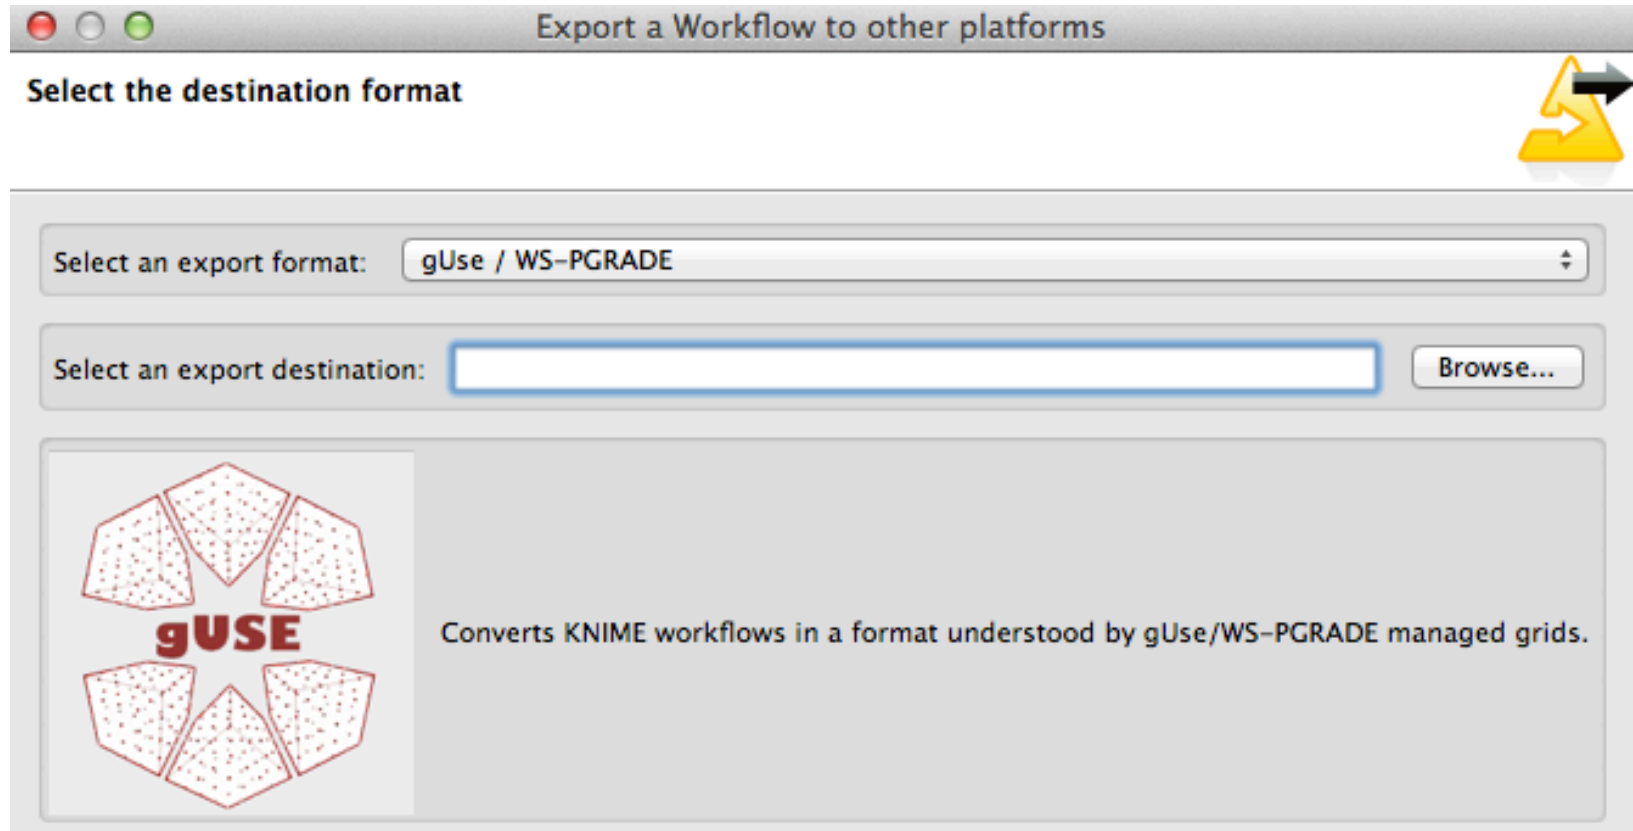 Export a Workflow to other platforms
Select the destination format
Select an export format:
gUse / WS-PGRADE
Select an export destination:
Browse...
gUSE
Converts KNIME workflows in a format understood by gUse/WS-PGRADE managed grids.